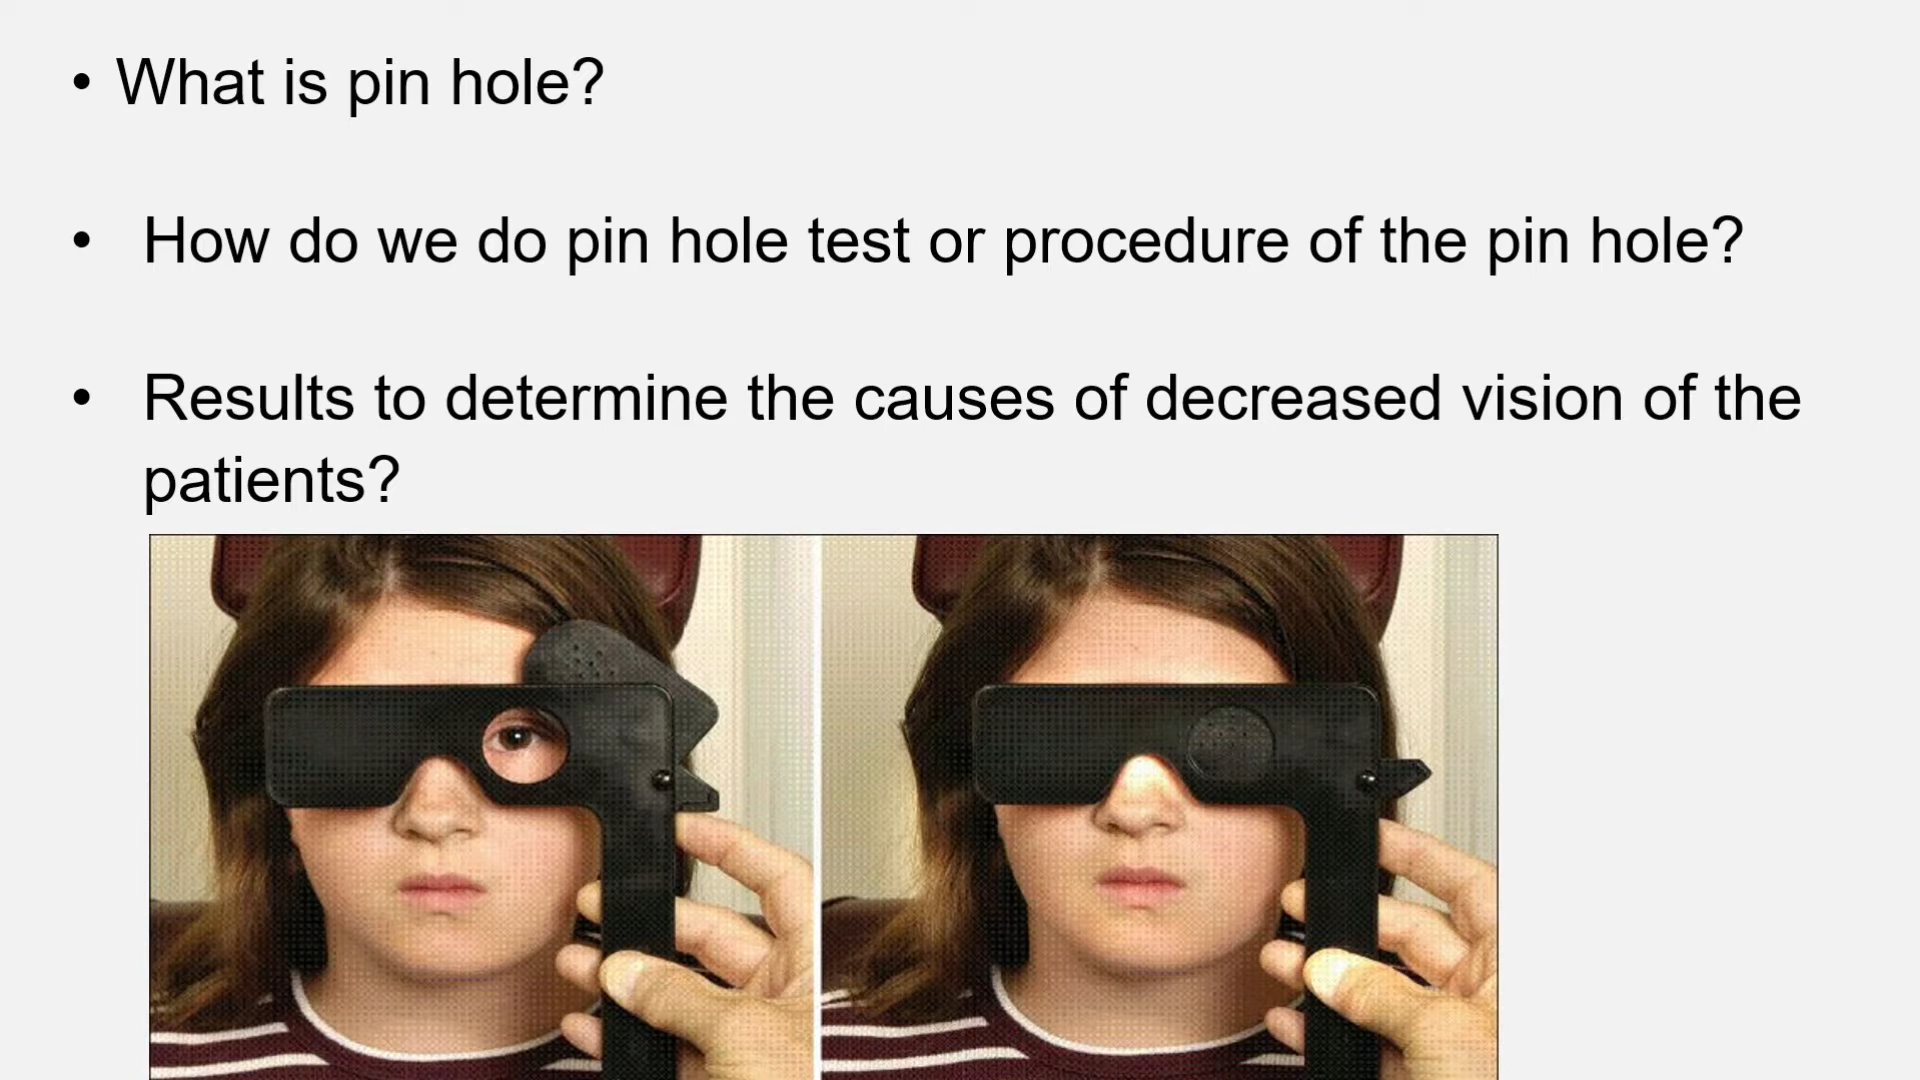 • What is pin hole?
• How do we do pin hole test or procedure of the pin hole?
• Results to determine the causes of decreased vision of the
patients?